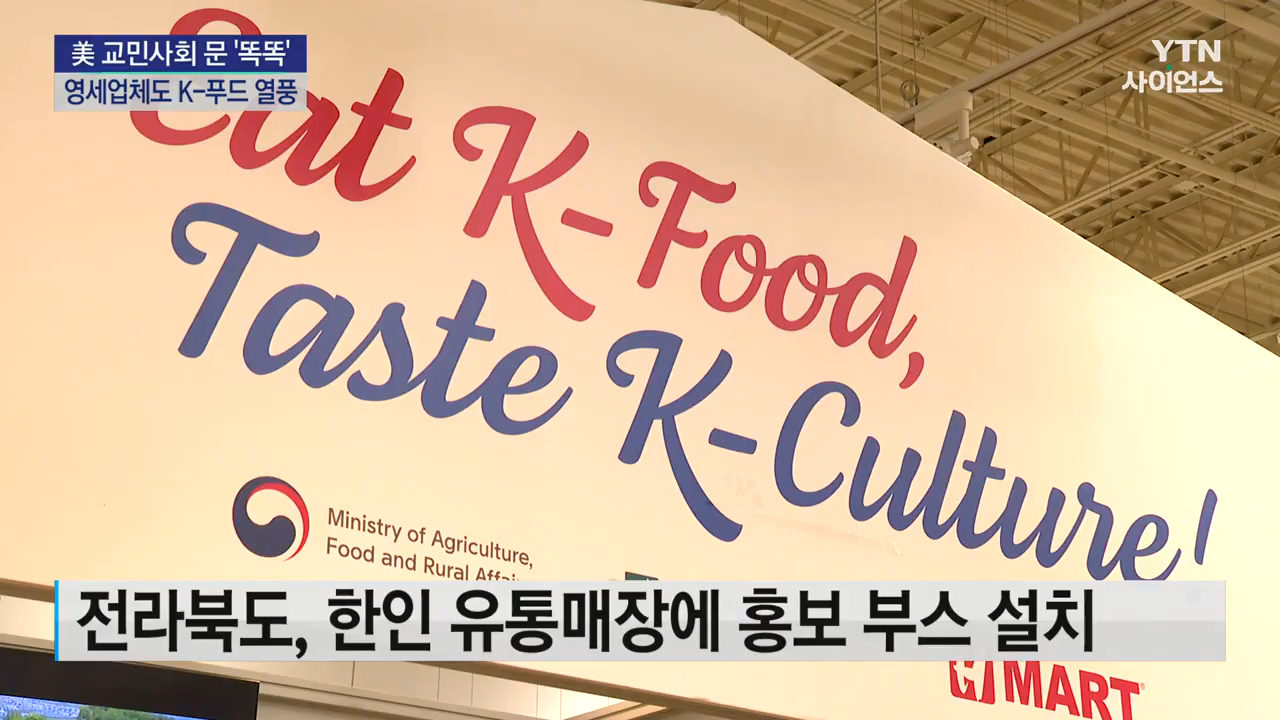 美 교민사회 문 '똑똑'
영세업체도 K-푸드 열풍
YTN
사이언스
Eat K-Food,
Taste K-Culture!
Ministry of Agriculture,
Food and Rural Affairs
전라북도, 한인 유통매장에 홍보 부스 설치
H MART